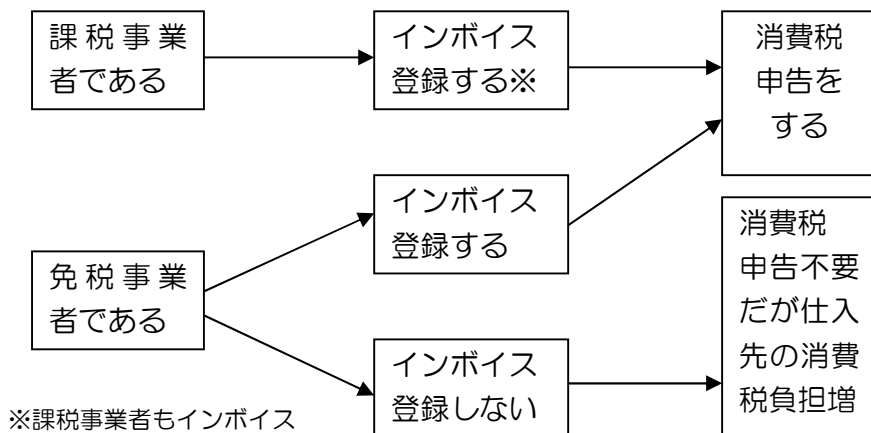 課税事業
者である
インボイス
登録する※
消費税
申告を
する
免税事業
者である
インボイス
登録する
インボイス
登録しない
消費税
申告不要
だが仕入
先の消費
税負担増
※課税事業者もインボイス